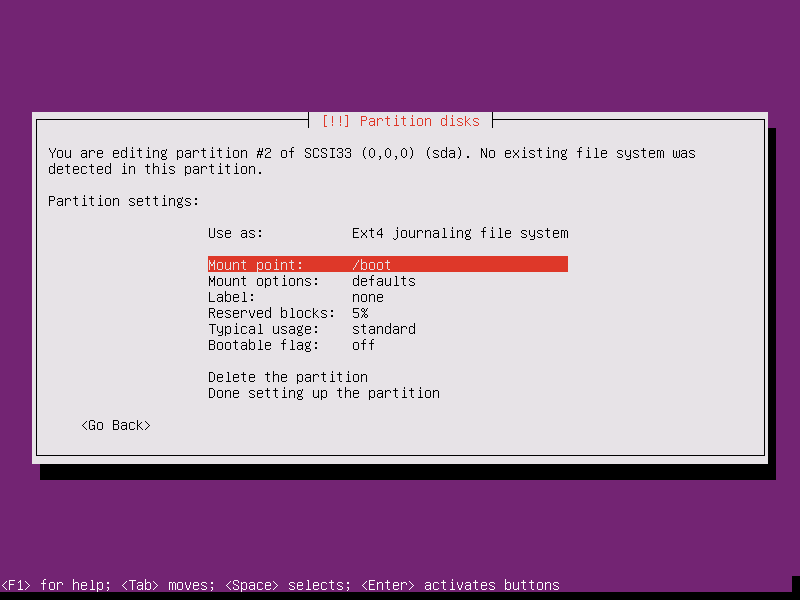 [!!] Partition disks
You are editing partition #2 of SCSI33 (0,0,0) (sda). No existing file system was
detected in this partition.
Partition settings:
Use as: Ext4 journaling file system
Mount point: /boot
Mount options: defaults
Label: none
Reserved blocks: 5%
Typical usage: standard
Bootable flag: off
Delete the partition
Done setting up the partition
<Go Back>
<F1> for help; <Tab> moves; <Space> selects; <Enter> activates buttons